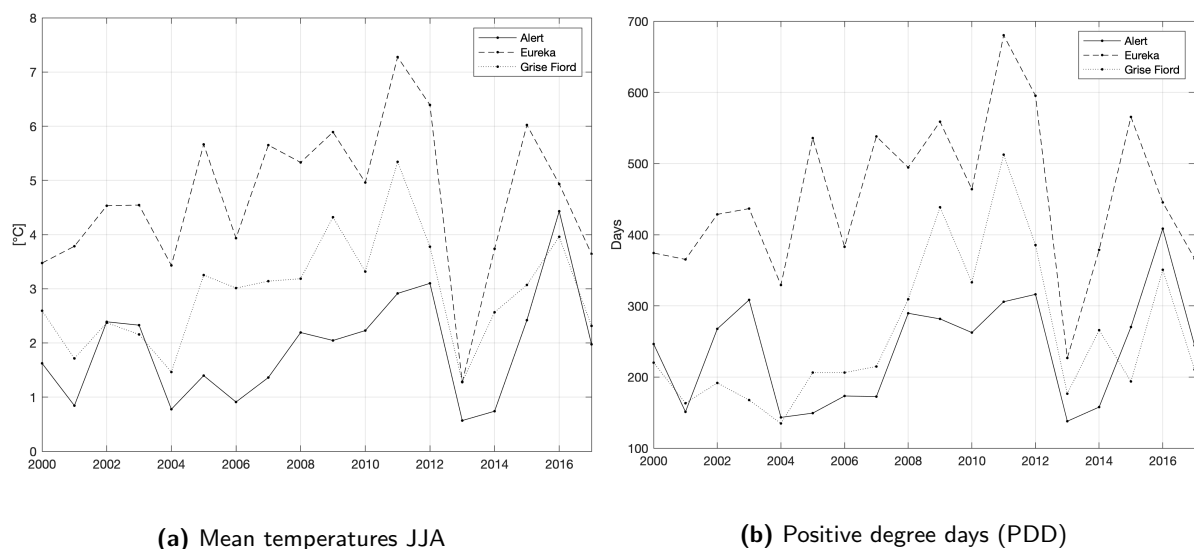 8
7
6
5
4
3
2
1
0
[°C]
2000 2002 2004 2006 2008 2010 2012 2014 2016
Alert
Eureka
Grise Fiord
(a) Mean temperatures JJA
700
600
500
400
300
200
100
Days
2000 2002 2004 2006 2008 2010 2012 2014 2016
Alert
Eureka
Grise Fiord
(b) Positive degree days (PDD)